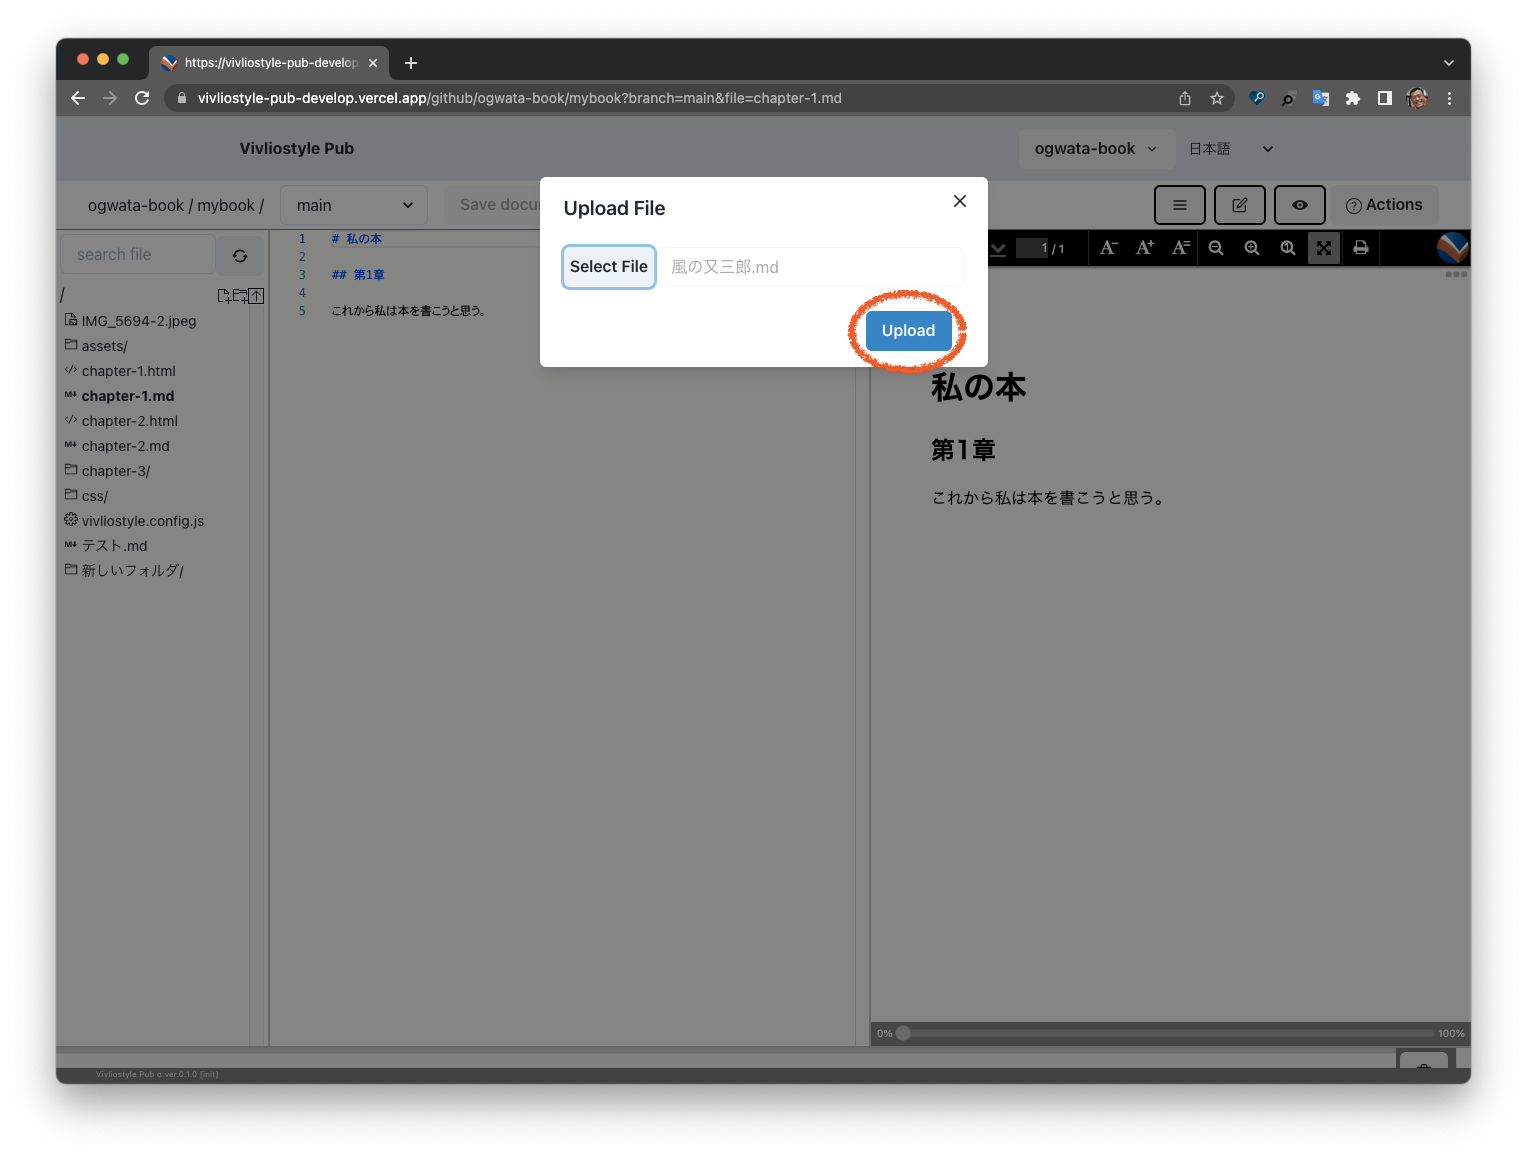 https://vivliostyle-pub-develop
vivliostyle-pub-develop.vercel.app/github/ogwata-book/mybook?branch=main&file=chapter-1.md
Vivliostyle Pub
ogwata-book
日本語
ogwata-book / mybook /
main
Save docu
Actions
Upload File
Select File
風の又三郎.md
Upload
search file
/
IMG_5694-2.jpeg
assets/
chapter-1.html
chapter-1.md
chapter-2.html
chapter-2.md
chapter-3/
css/
vivliostyle.config.js
テスト.md
新しいフォルダ/
1 # 私の本
2
3 ## 第1章
4
5 これから私は本を書こうと思う。
1 / 1
私の本
第1章
これから私は本を書こうと思う。
0%
100%
Vivliostyle Pub α ver.0.1.0 [init]